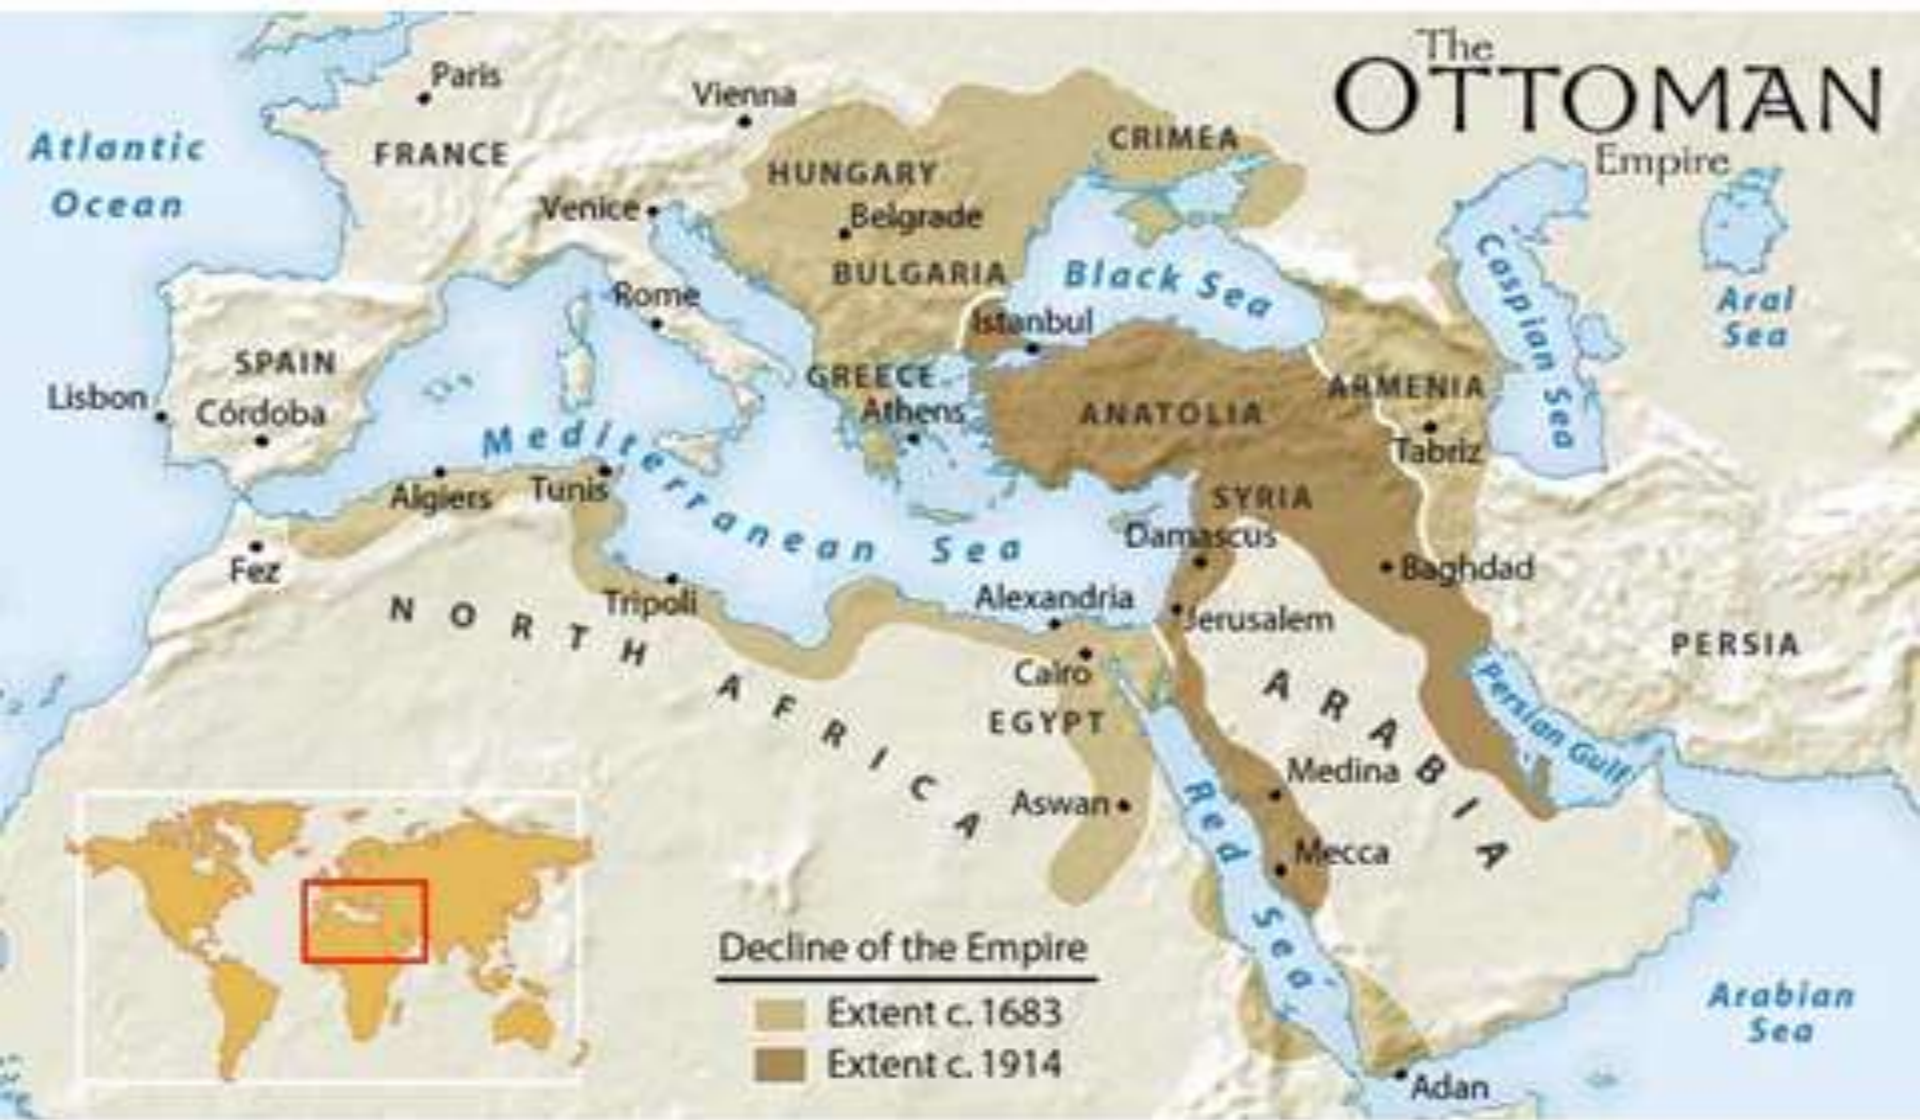 The
OTTOMAN
Empire
Paris
Vienna
Atlantic
Ocean
FRANCE
CRIMEA
HUNGARY
Venice
Belgrade
BULGARIA
Black Sea
Caspian Sea
Aral
Sea
Rome
Istanbul
SPAIN
Lisbon
Córdoba
GREECE
Athens
ANATOLIA
ARMENIA
Tabriz
Mediterranean Sea
Algiers
Tunis
SYRIA
Damascus
Fez
Baghdad
Tripoli
Alexandria
Jerusalem
NORTH AFRICA
Cairo
EGYPT
ARABIA
PERSIA
Persian Gulf
Medina
Aswan
Red Sea
Mecca
Decline of the Empire
Extent c. 1683
Extent c. 1914
Arabian
Sea
Adan